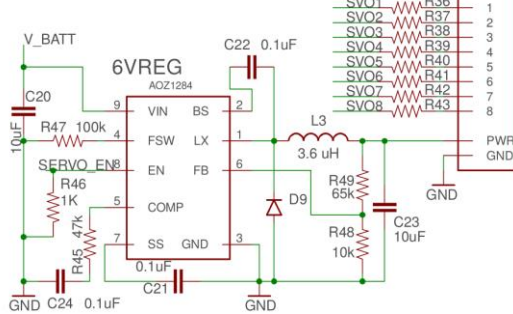 SVO1 R36 1
SVO2 R37 2
SVO3 R38 3
SVO4 R39 4
SVO5 R40 5
SVO6 R41 6
SVO7 R42 7
SVO8 R43 8
V_BATT
C22 0.1uF
6VREG
AOZ1284
C20
10uF
R47 100k
9 VIN BS 2
4 FSW LX 1
SERVO_EN
8 EN FB 6
5 COMP
7 SS GND 3
L3
3.6 uH
PWR
GND
GND
R46
1K
R45 47k
D9
R49
65k
R48
10k
C23
10uF
0.1uF
C21
GND C24 0.1uF
GND